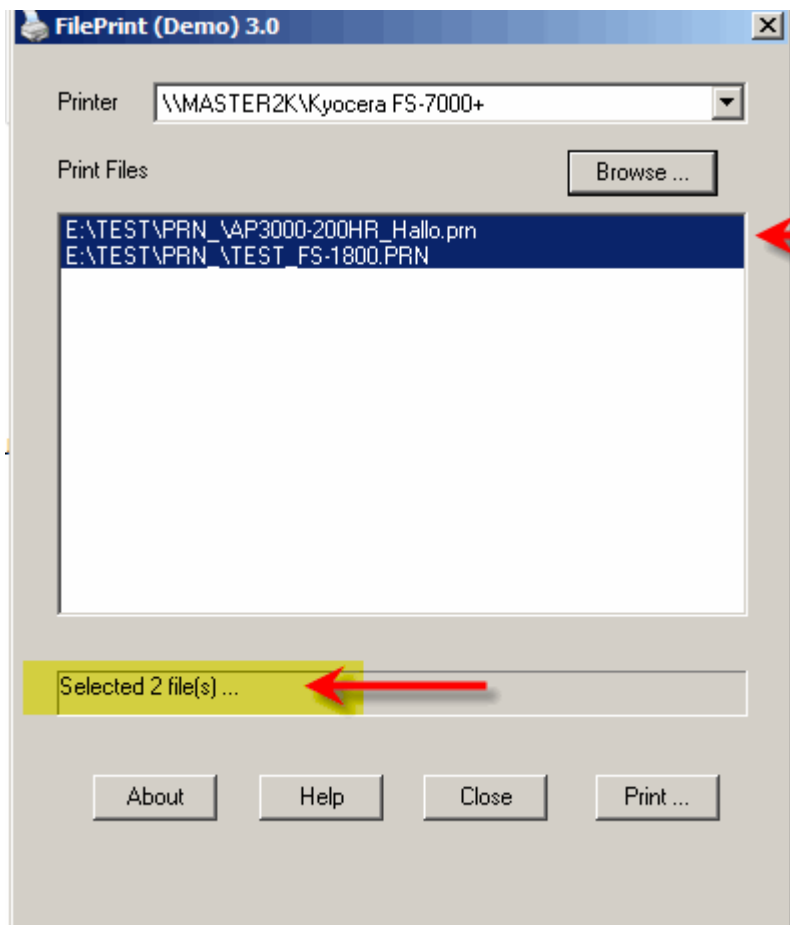 FilePrint (Demo) 3.0
Printer \\MASTER2K\Kyocera FS-7000+
Print Files Browse ...
E:\TEST\PRN_\AP3000-200HR_Hallo.prn
E:\TEST\PRN_\TEST_FS-1800.PRN
Selected 2 file(s) ...
About Help Close Print ...